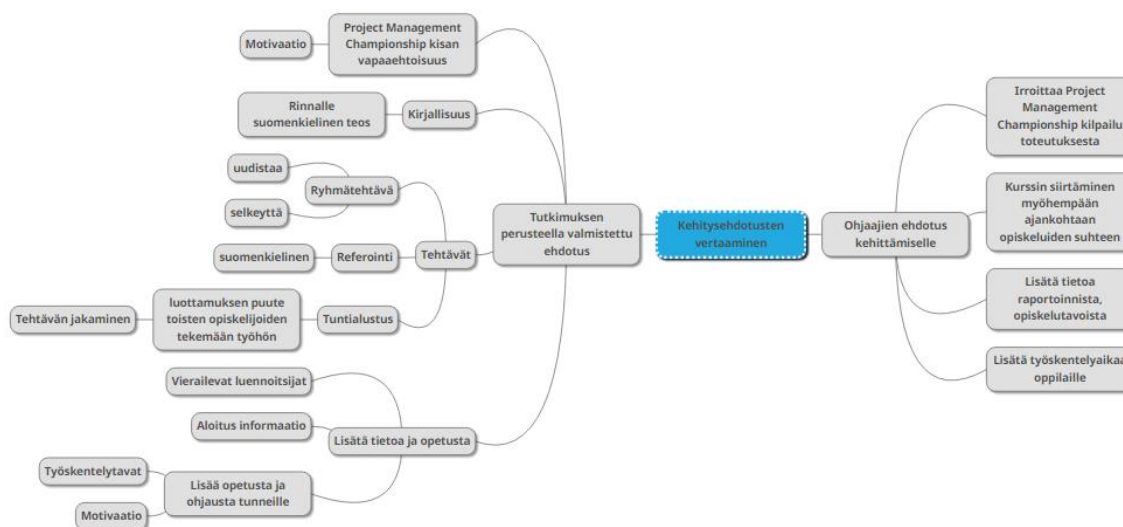 Project Management
Championship kisan
vapaaehtoisuus
Motivaatio
Rinnalle
suomenkielinen teos
Kirjallisuus
uudistaa
Ryhmätehtävä
selkeyttä
suomenkielinen
Referointi
Tehtävät
Tehtävän jakaminen
luottamuksen puute
toisten opiskelijoiden
tekemään työhön
Tuntialustus
Vierailevat luennoitsijat
Aloitus informaatio
Lisätä tietoa ja opetusta
Työskentelytavat
Lisää opetusta ja
ohjausta tunneille
Motivaatio
Tutkimuksen
perusteella valmistettu
ehdotus
Kehitysehdotusten
vertaaminen
Ohjaajien ehdotus
kehittämiselle
Irroittaa Project
Management
Championship kilpailu
toteutuksesta
Kurssin siirtäminen
myöhempään
ajankohtaan
opiskeluiden suhteen
Lisätä tietoa
raportoinnista,
opiskelutavoista
Lisätä työskentelyaikaa
oppilaille